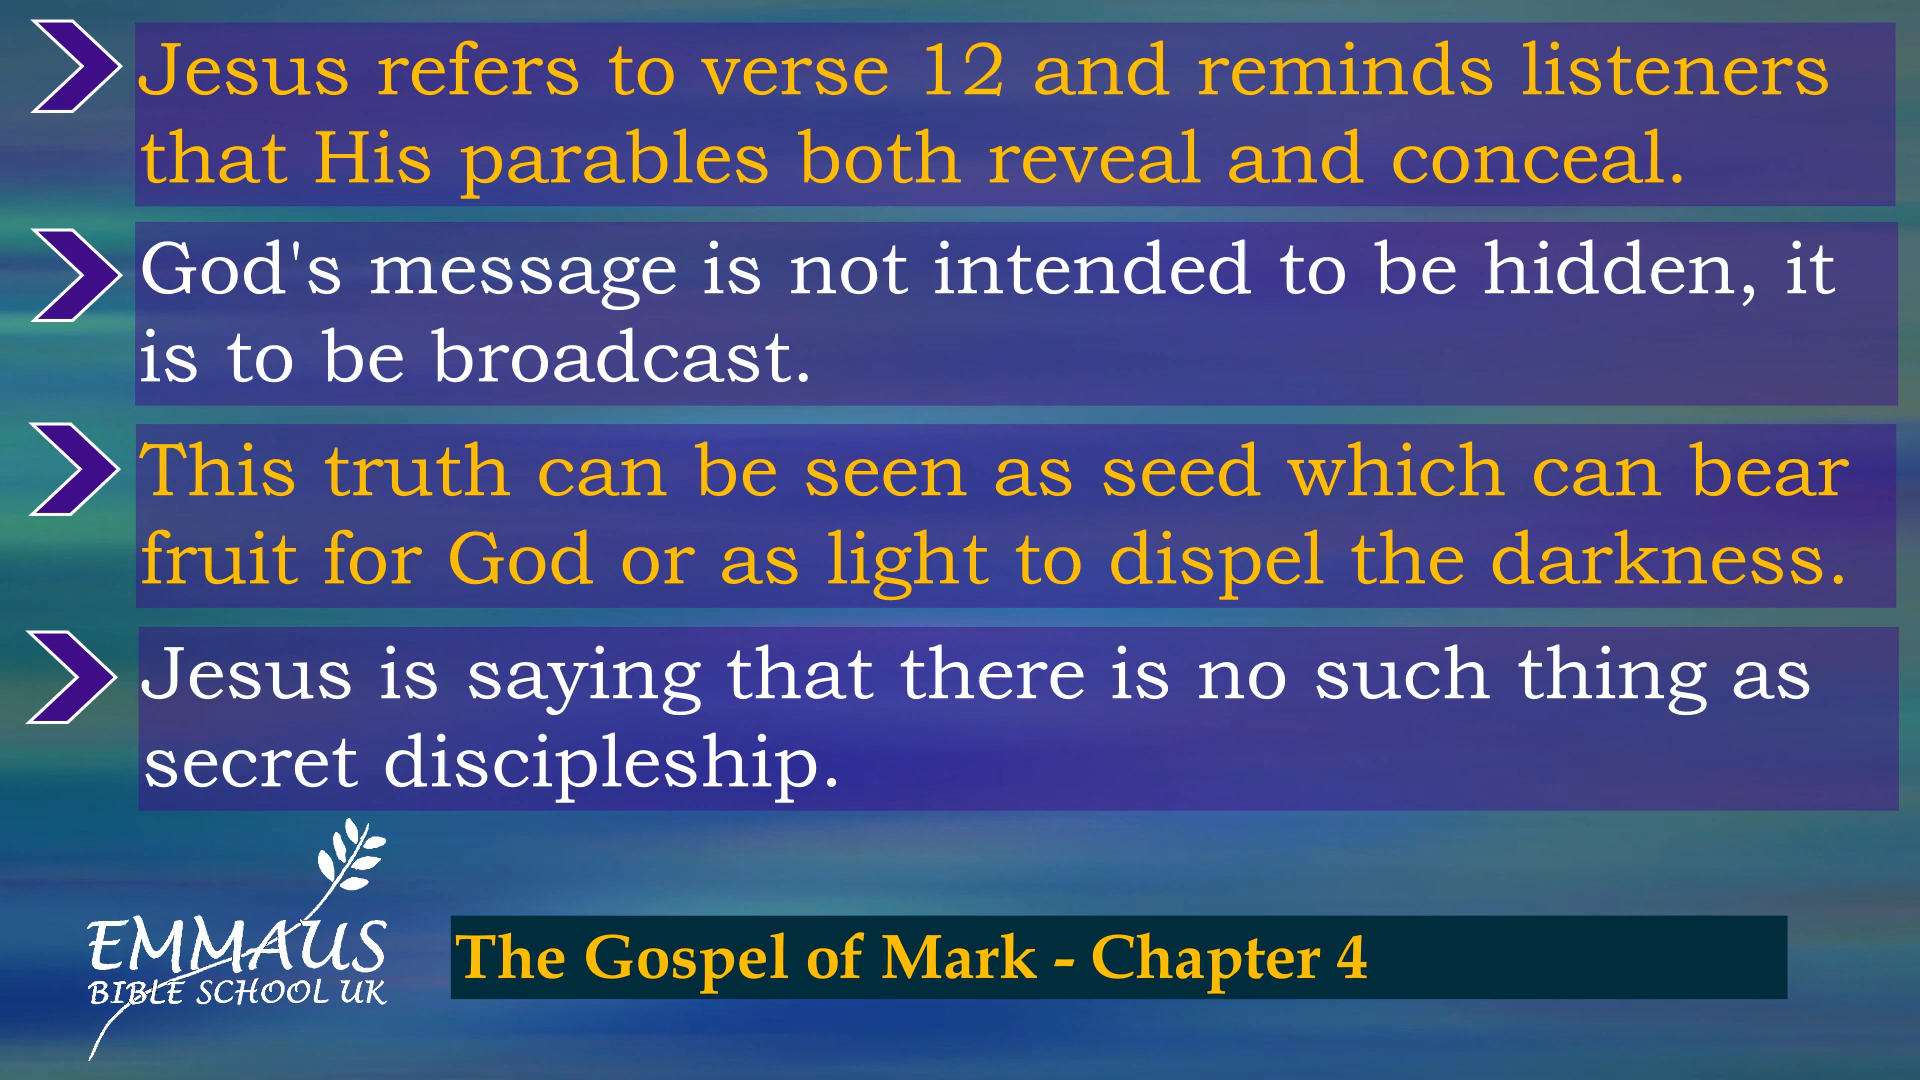 Jesus refers to verse 12 and reminds listeners
that His parables both reveal and conceal.
God's message is not intended to be hidden, it
is to be broadcast.
This truth can be seen as seed which can bear
fruit for God or as light to dispel the darkness.
Jesus is saying that there is no such thing as
secret discipleship.
EMMAUS
BIBLE SCHOOL UK
The Gospel of Mark - Chapter 4